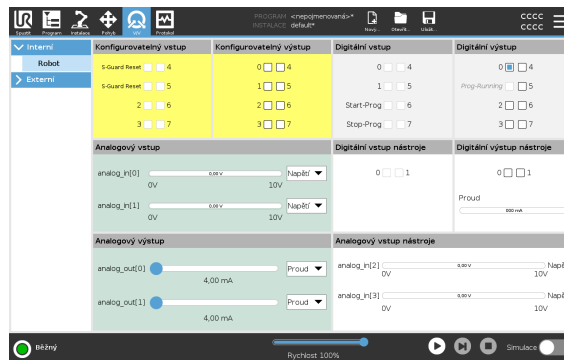 PROGRAM <nepojmenovaná>*
INSTALACE default*
Spustit Program Instalace Pohyb V/V Protokol
Nový... Otevřít... Uložit...
CCCC
CCCC
Interní
Robot
Externí
Konfigurovatelný vstup
S-Guard Reset 4
S-Guard Reset 5
2 6
3 7
Konfigurovatelný výstup
0 4
1 5
2 6
3 7
Digitální vstup
0 4
1 5
Start-Prog 6
Stop-Prog 7
Digitální výstup
0 4
Prog-Running 5
2 6
3 7
Analogový vstup
analog_in[0] 0,00 V Napětí
0V 10V
analog_in[1] 0,00 V Napětí
0V 10V
Digitální vstup nástroje
0 1
Digitální výstup nástroje
0 1
Proud
000 mA
Analogový výstup
analog_out[0] Proud
4,00 mA
analog_out[1] Proud
4,00 mA
Analogový vstup nástroje
analog_in[2] 0,00 V Napě
0V 10V
analog_in[3] 0,00 V Napě
0V 10V
Běžný
Rychlost 100%
Simulace